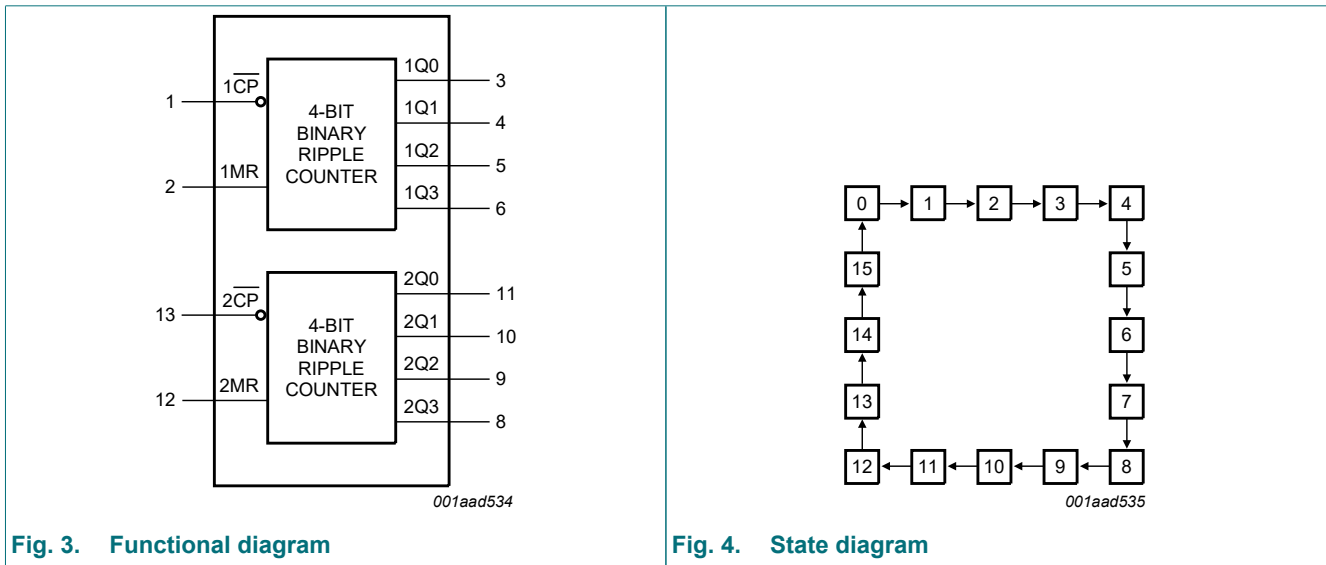 1
1CP
2
1MR
4-BIT
BINARY
RIPPLE
COUNTER
1Q0
3
1Q1
4
1Q2
5
1Q3
6
13
2CP
12
2MR
4-BIT
BINARY
RIPPLE
COUNTER
2Q0
11
2Q1
10
2Q2
9
2Q3
8
001aad534
Fig. 3. Functional diagram
0 1 2 3 4
15 5
14 6
13 7
12 11 10 9 8
001aad535
Fig. 4. State diagram